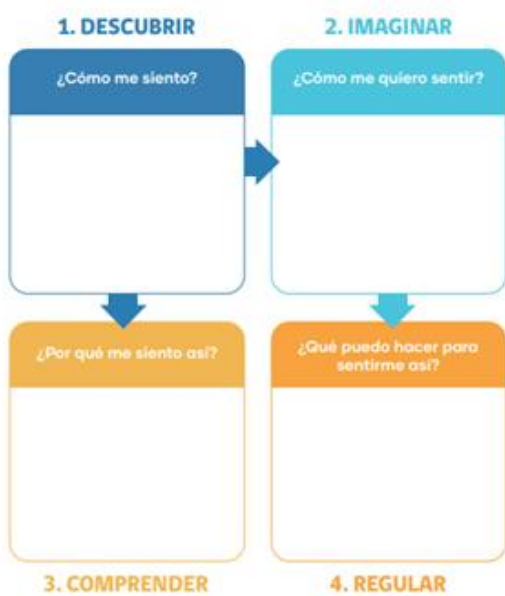 1. DESCUBRIR
¿Cómo me siento?
2. IMAGINAR
¿Cómo me quiero sentir?
¿Por qué me siento así?
3. COMPRENDER
¿Qué puedo hacer para
sentirme así?
4. REGULAR